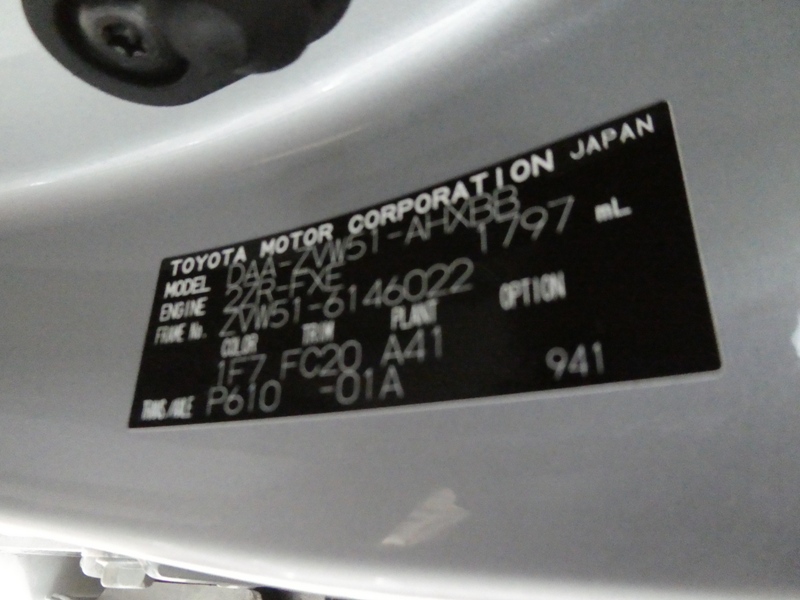 TOYOTA MOTOR CORPORATION JAPAN
MODEL DAA-ZVW51-AHXBB
ENGINE 2ZR-FXE 1797 mL
FRAME No. ZVW51-6146022
COLOR TRIM PLANT OPTION
1F7 FC20 A41
TRANS/AXLE P610 -01A 941